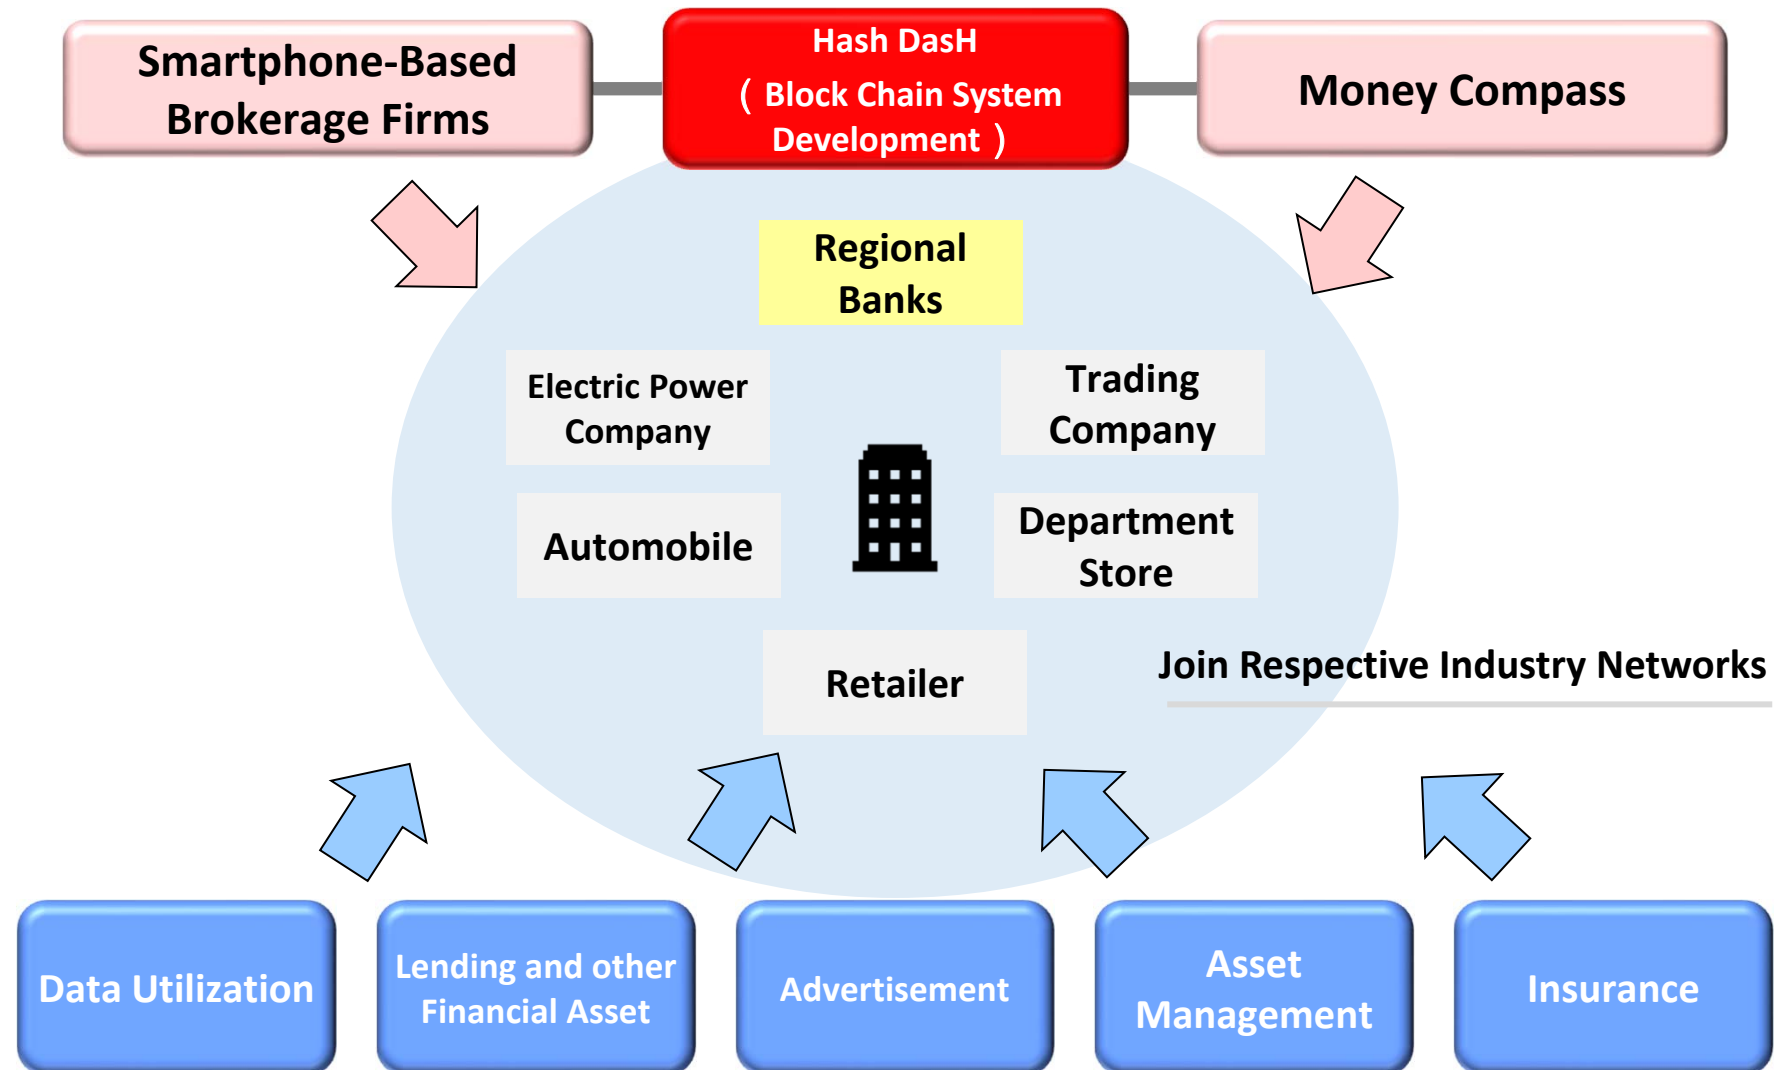 Smartphone-Based
Brokerage Firms
Hash DasH
( Block Chain System
Development )
Money Compass
Regional
Banks
Electric Power
Company
Trading
Company
Automobile
Department
Store
Retailer
Join Respective Industry Networks
Data Utilization
Lending and other
Financial Asset
Advertisement
Asset
Management
Insurance